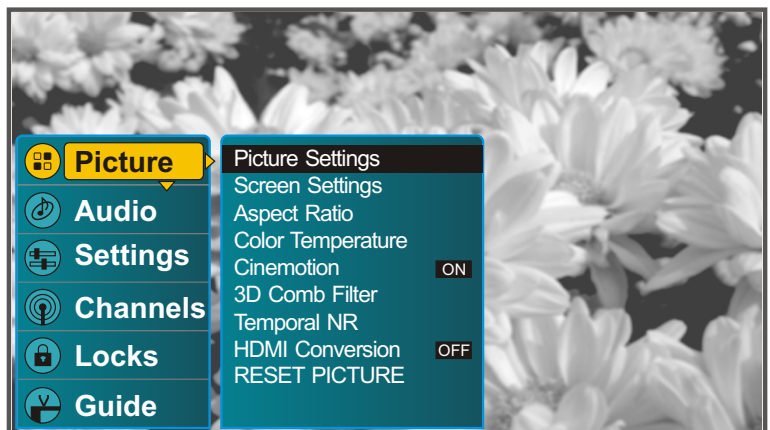 Picture
Audio
Settings
Channels
Locks
Guide
Picture Settings
Screen Settings
Aspect Ratio
Color Temperature
Cinemotion ON
3D Comb Filter
Temporal NR
HDMI Conversion OFF
RESET PICTURE